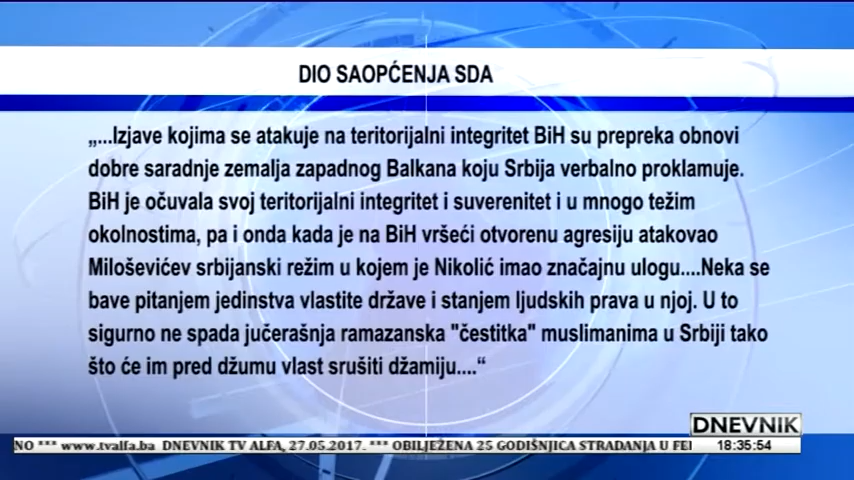 DIO SAOPĆENJA SDA
„...Izjave kojima se atakuje na teritorijalni integritet BiH su prepreka obnovi
dobre saradnje zemalja zapadnog Balkana koju Srbija verbalno proklamuje.
BiH je očuvala svoj teritorijalni integritet i suverenitet i u mnogo težim
okolnostima, pa i onda kada je na BiH vršeći otvorenu agresiju atakovao
Miloševićev srbijanski režim u kojem je Nikolić imao značajnu ulogu....Neka se
bave pitanjem jedinstva vlastite države i stanjem ljudskih prava u njoj. U to
sigurno ne spada jučerašnja ramazanska "čestitka" muslimanima u Srbiji tako
što će im pred džumu vlast srušiti džamiju....“
DNEVNIK
NO *** www.tvalfa.ba DNEVNIK TV ALFA, 27.05.2017. *** OBILJEŽENA 25 GODIŠNJICA STRADANJA U FEI 18:35:54